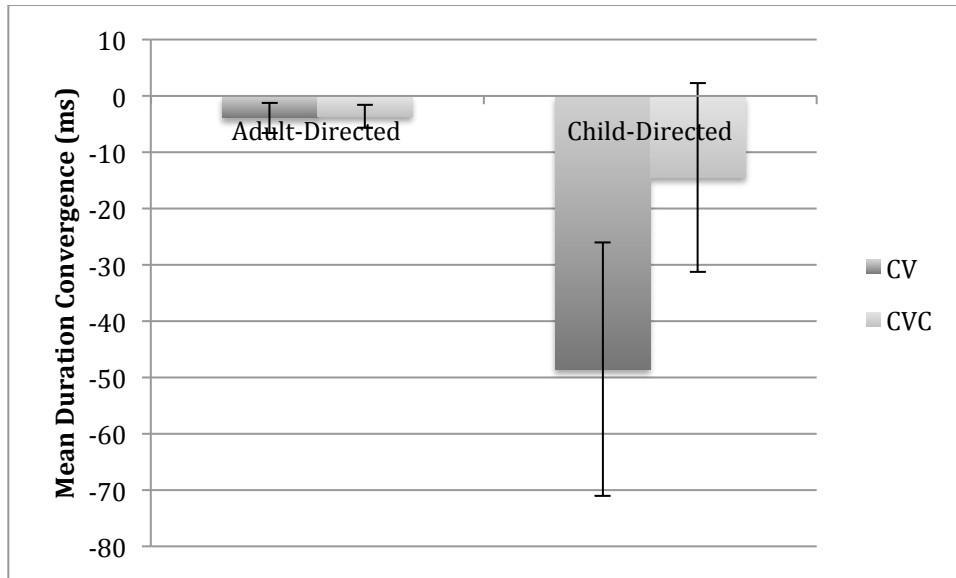 Mean Duration Convergence (ms)
10
0
-10
-20
-30
-40
-50
-60
-70
-80
Adult-Directed
Child-Directed
CV
CVC